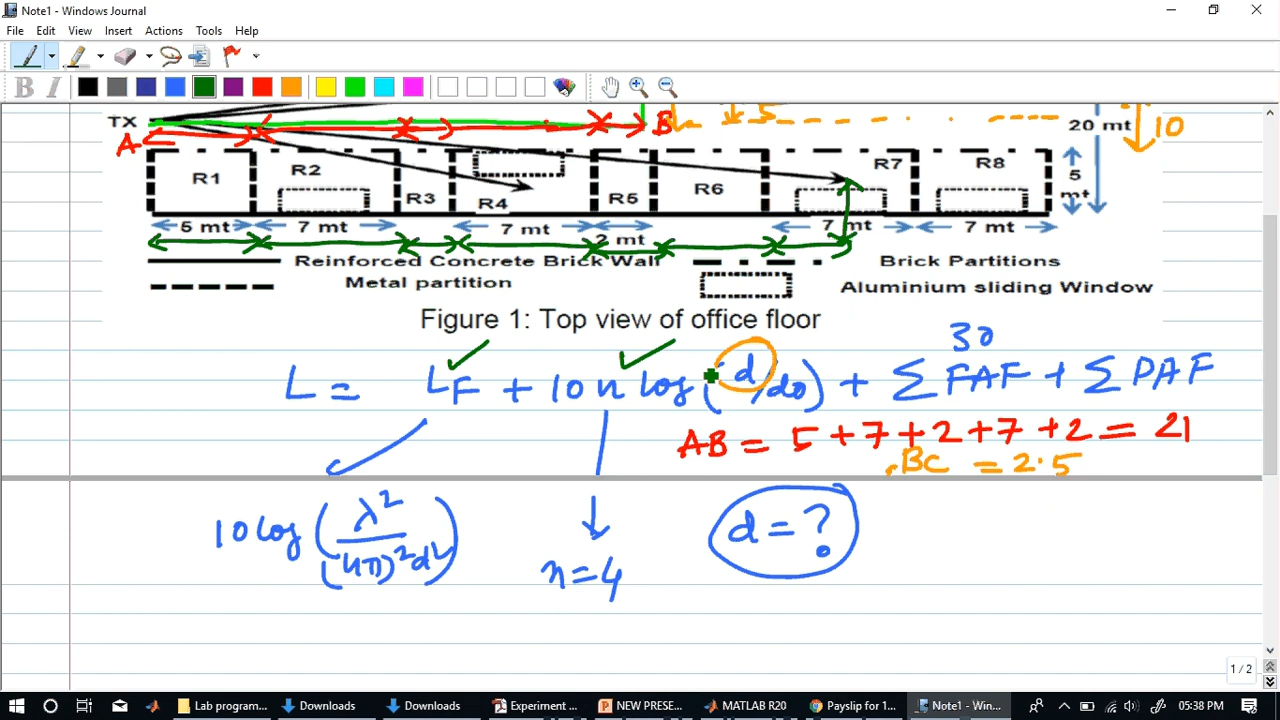 Note1 - Windows Journal
File Edit View Insert Actions Tools Help
B I
TX
A
B
5
20 mt
10
R1 R2 R3 R4 R5 R6 R7 R8
5 mt
5 mt 7 mt 7 mt 2 mt 7 mt 7 mt
Reinforced Concrete Brick Wall Brick Partitions
Metal partition Aluminium sliding Window
Figure 1: Top view of office floor
30
L = LF + 10 n log (d/do) + Σ FAF + Σ PAF
AB = 5 + 7 + 2 + 7 + 2 = 21
BC = 2.5
10 log (λ² / (4π)² d²)
d = ?
n = 4
1 / 2
Lab program... Downloads Downloads Experiment ... NEW PRESE... MATLAB R20 Payslip for 1... Note1 - Win... 05:38 PM